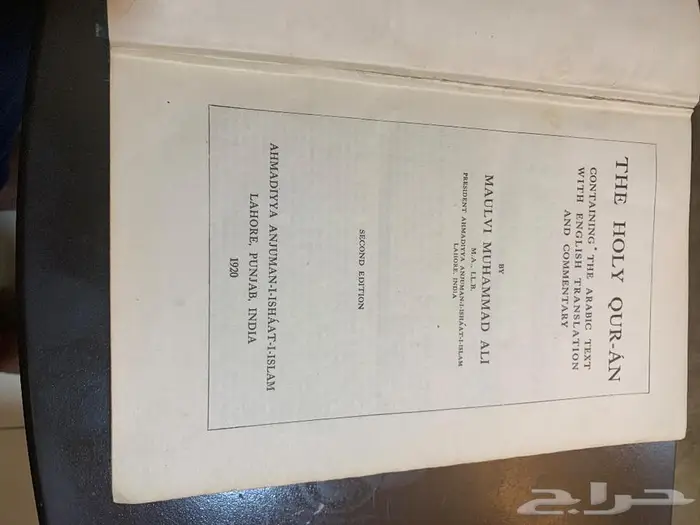 THE HOLY QUR-ÁN
CONTAINING THE ARABIC TEXT
WITH ENGLISH TRANSLATION
AND COMMENTARY
BY
MAULVI MUHAMMAD ALI
M.A., LL.B.
PRESIDENT AHMADIYYA ANJUMAN-I-ISHÁAT-I-ISLAM
LAHORE, INDIA
SECOND EDITION
AHMADIYYA ANJUMAN-I-ISHÁAT-I-ISLAM
LAHORE, PUNJAB, INDIA
1920
حراج